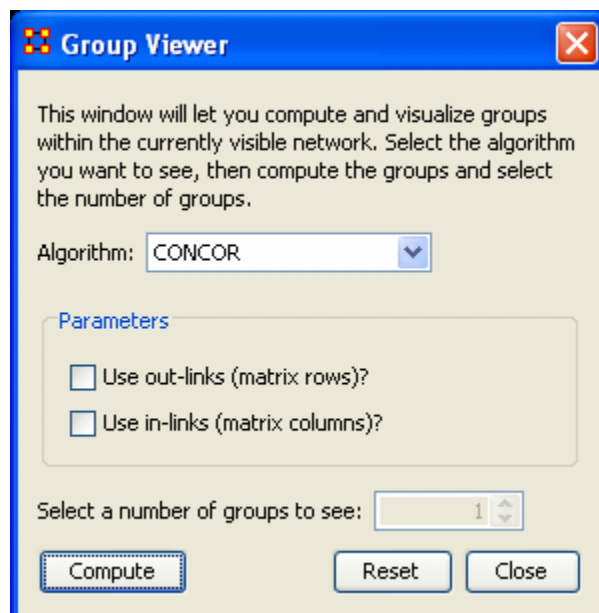 Group Viewer
This window will let you compute and visualize groups
within the currently visible network. Select the algorithm
you want to see, then compute the groups and select
the number of groups.
Algorithm: CONCOR
Parameters
Use out-links (matrix rows)?
Use in-links (matrix columns)?
Select a number of groups to see: 1
Compute Reset Close